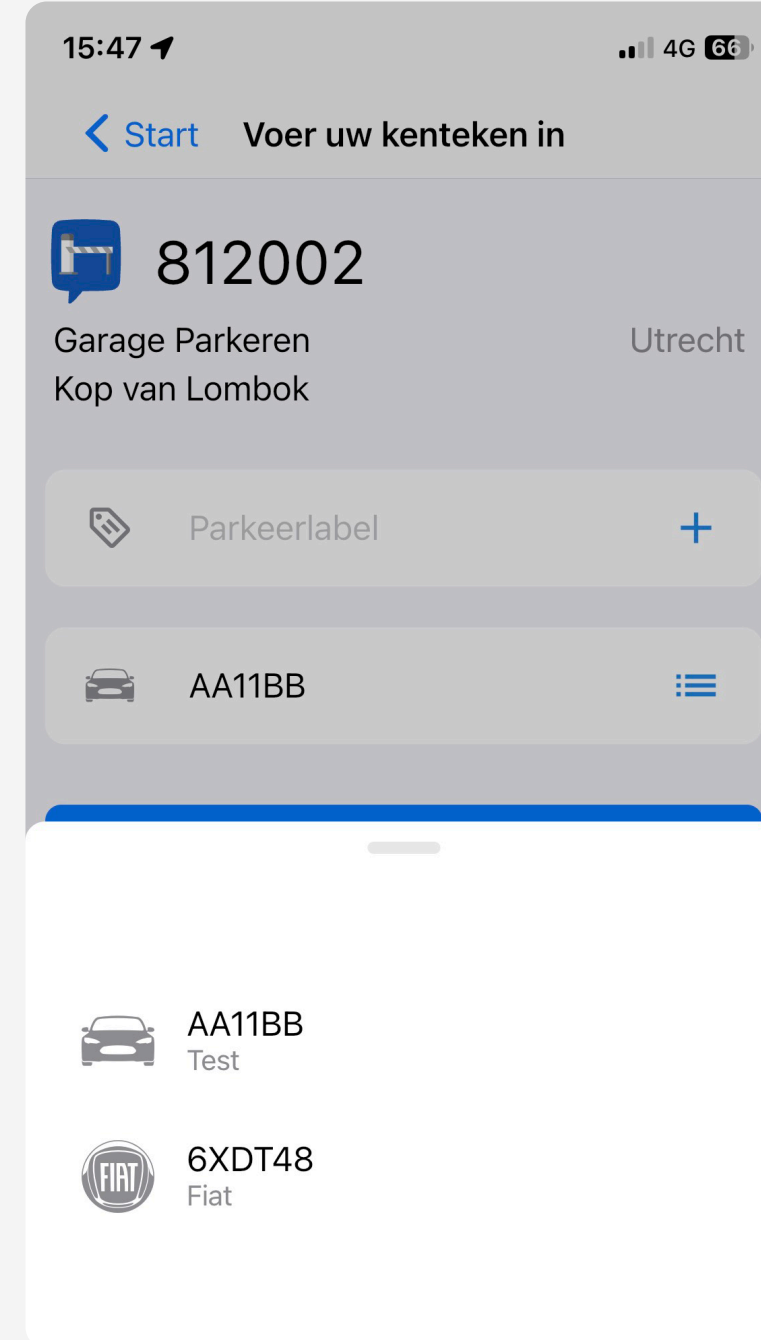 15:47
4G 66
Start Voer uw kenteken in
812002
Garage Parkeren Utrecht
Kop van Lombok
Parkeerlabel
AA11BB
AA11BB
Test
FIAT
6XDT48
Fiat